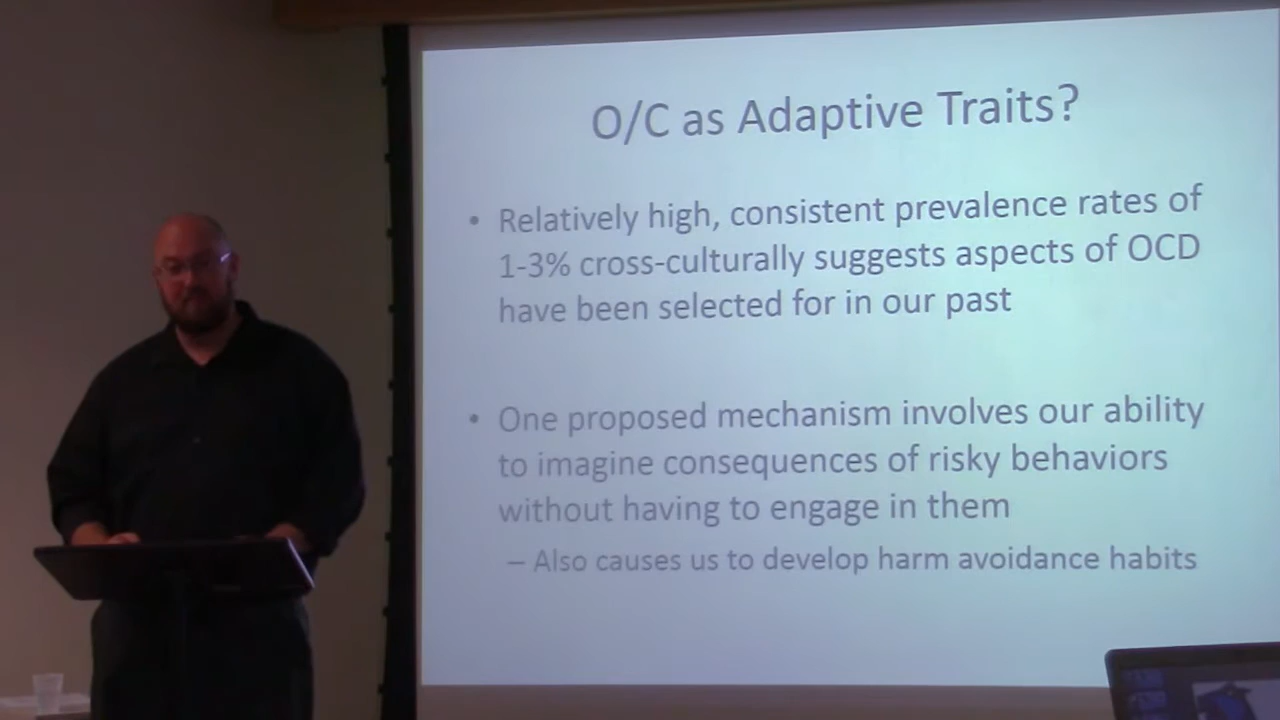 O/C as Adaptive Traits?
• Relatively high, consistent prevalence rates of
1-3% cross-culturally suggests aspects of OCD
have been selected for in our past
• One proposed mechanism involves our ability
to imagine consequences of risky behaviors
without having to engage in them
– Also causes us to develop harm avoidance habits